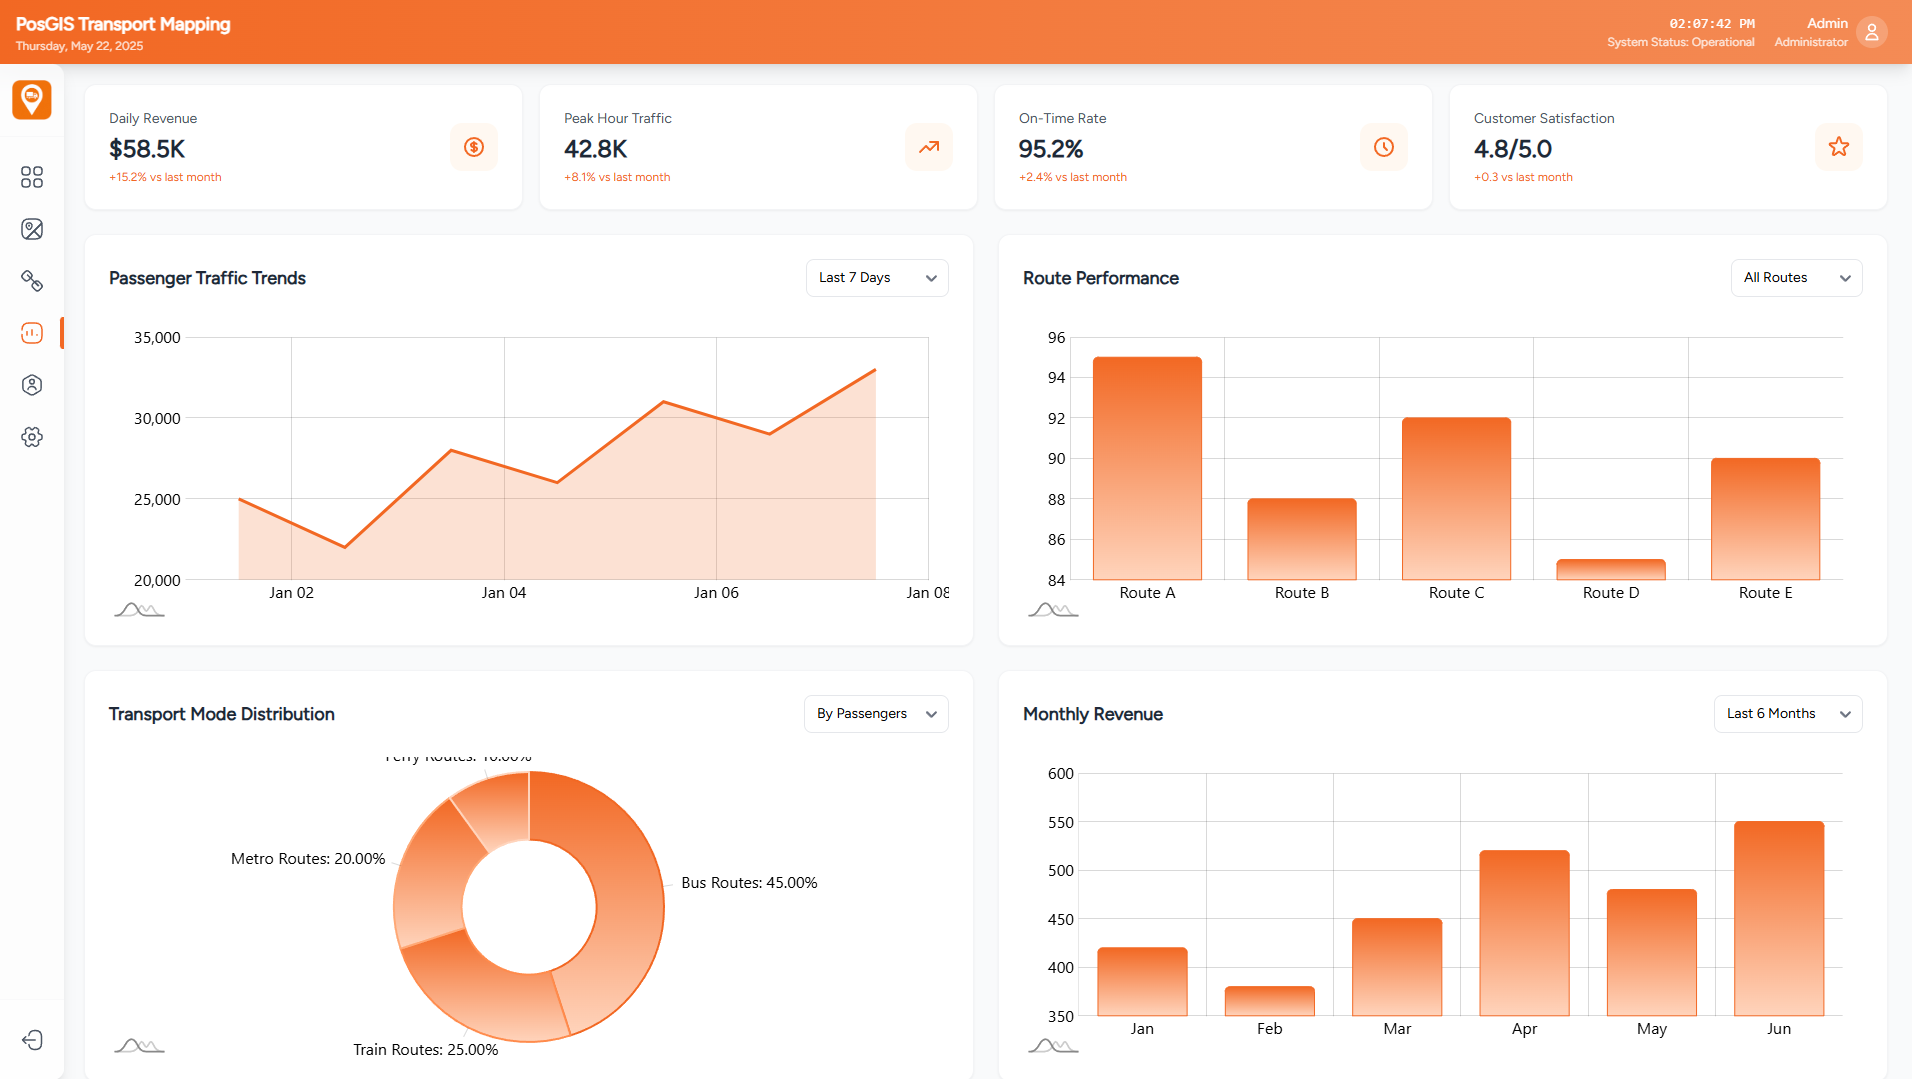 PosGIS Transport Mapping
Thursday, May 22, 2025
02:07:42 PM
System Status: Operational
Admin
Administrator
Daily Revenue
$58.5K
+15.2% vs last month
Peak Hour Traffic
42.8K
+8.1% vs last month
On-Time Rate
95.2%
+2.4% vs last month
Customer Satisfaction
4.8/5.0
+0.3 vs last month
Passenger Traffic Trends
Last 7 Days
35,000
30,000
25,000
20,000
Jan 02
Jan 04
Jan 06
Jan 08
Route Performance
All Routes
96
94
92
90
88
86
84
Route A
Route B
Route C
Route D
Route E
Transport Mode Distribution
By Passengers
Ferry Routes: 10.00%
Metro Routes: 20.00%
Bus Routes: 45.00%
Train Routes: 25.00%
Monthly Revenue
Last 6 Months
600
550
500
450
400
350
Jan
Feb
Mar
Apr
May
Jun